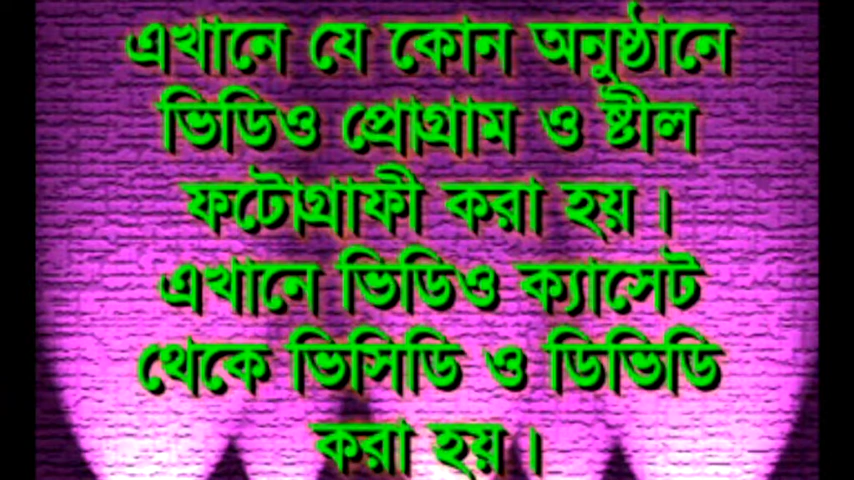 এখানে যে কোন অনুষ্ঠানে
ভিডিও প্রোগ্রাম ও ষ্টীল
ফটোগ্রাফী করা হয়।
এখানে ভিডিও ক্যাসেট
থেকে ভিসিডি ও ডিভিডি
করা হয়।